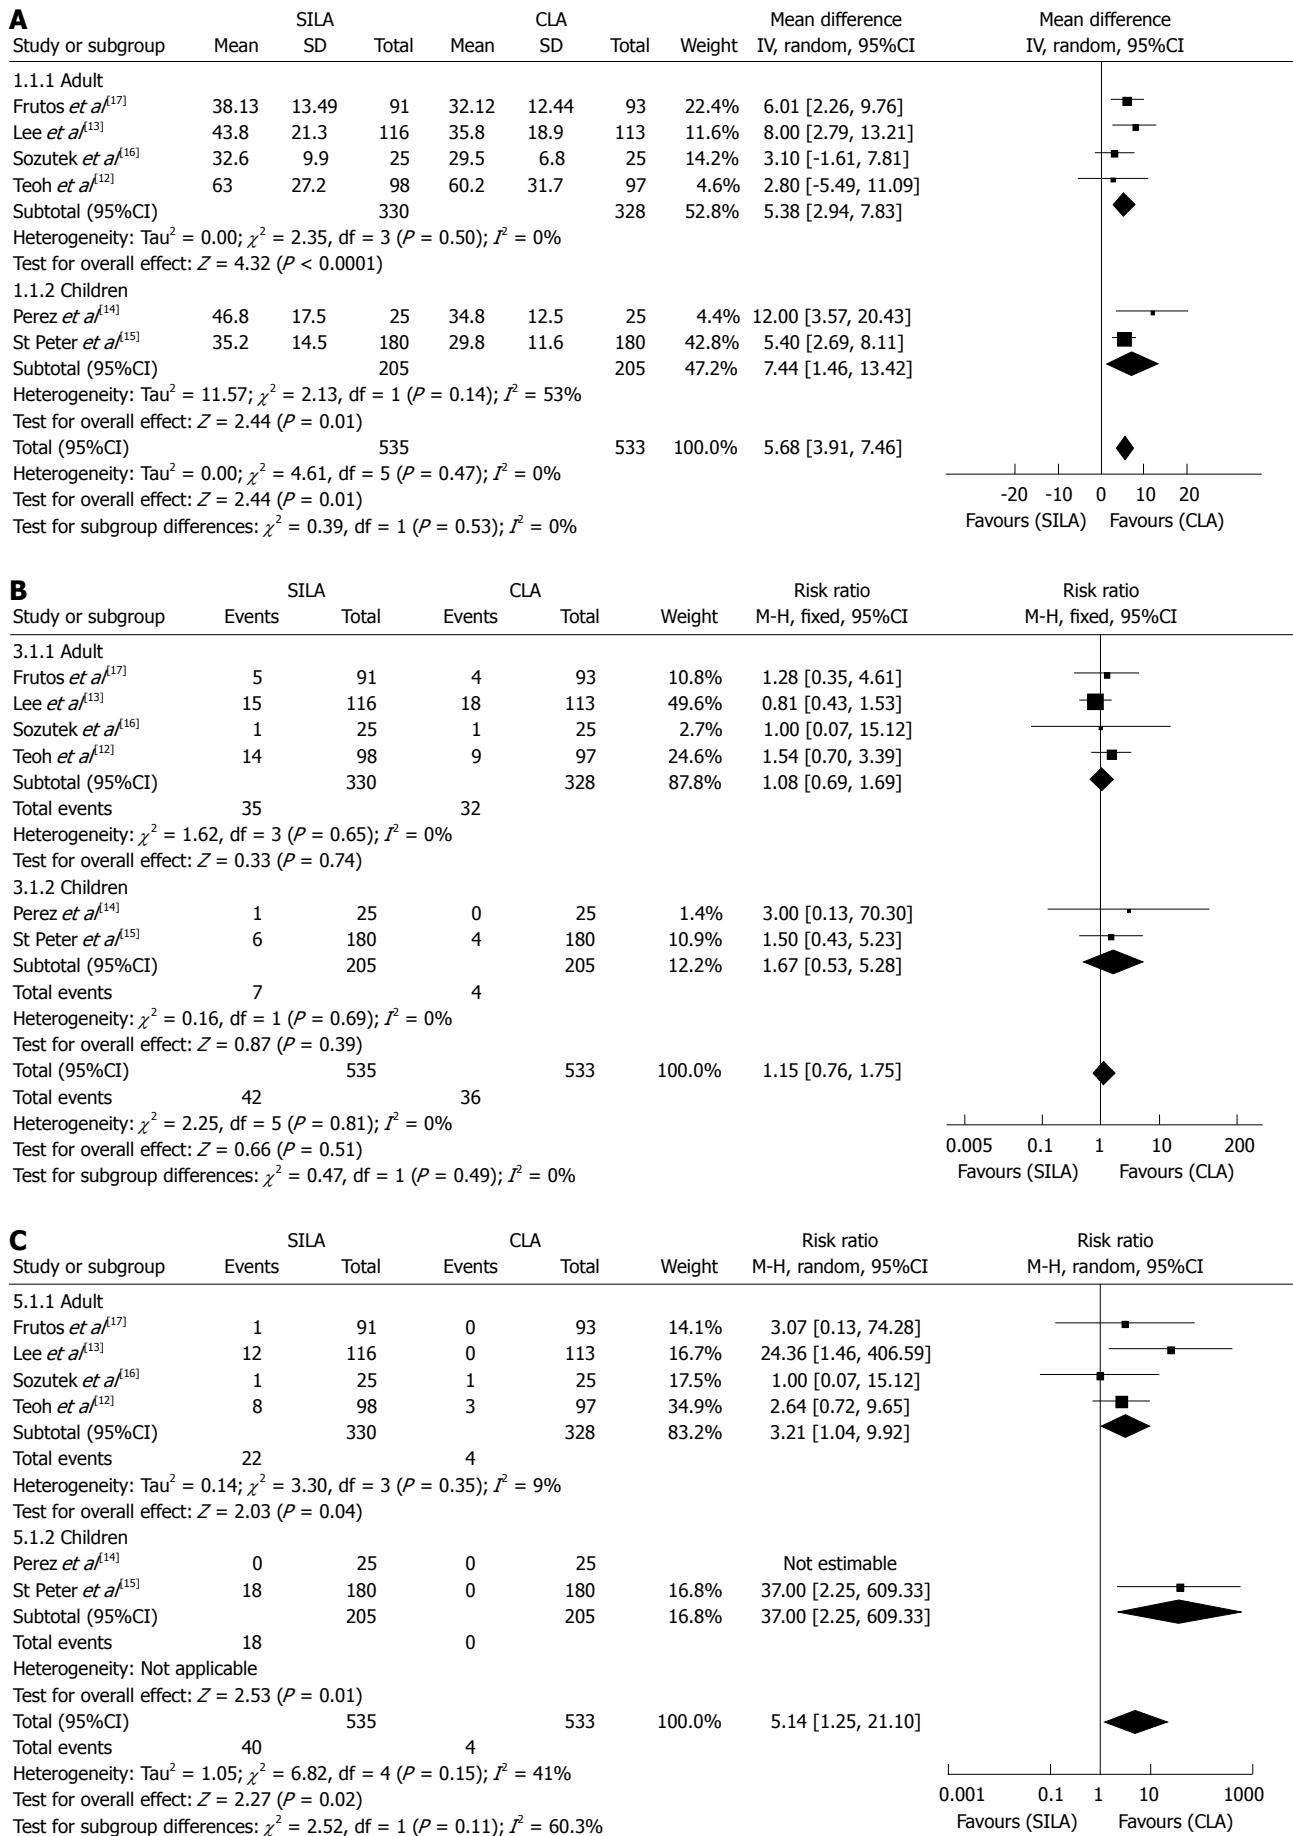 A
SILA CLA Mean difference Mean difference
Study or subgroup Mean SD Total Mean SD Total Weight IV, random, 95%CI IV, random, 95%CI
1.1.1 Adult
Frutos et al[17] 38.13 13.49 91 32.12 12.44 93 22.4% 6.01 [2.26, 9.76]
Lee et al[13] 43.8 21.3 116 35.8 18.9 113 11.6% 8.00 [2.79, 13.21]
Sozutek et al[16] 32.6 9.9 25 29.5 6.8 25 14.2% 3.10 [-1.61, 7.81]
Teoh et al[12] 63 27.2 98 60.2 31.7 97 4.6% 2.80 [-5.49, 11.09]
Subtotal (95%CI) 330 328 52.8% 5.38 [2.94, 7.83]
Heterogeneity: Tau² = 0.00; χ² = 2.35, df = 3 (P = 0.50); I² = 0%
Test for overall effect: Z = 4.32 (P < 0.0001)
1.1.2 Children
Perez et al[14] 46.8 17.5 25 34.8 12.5 25 4.4% 12.00 [3.57, 20.43]
St Peter et al[15] 35.2 14.5 180 29.8 11.6 180 42.8% 5.40 [2.69, 8.11]
Subtotal (95%CI) 205 205 47.2% 7.44 [1.46, 13.42]
Heterogeneity: Tau² = 11.57; χ² = 2.13, df = 1 (P = 0.14); I² = 53%
Test for overall effect: Z = 2.44 (P = 0.01)
Total (95%CI) 535 533 100.0% 5.68 [3.91, 7.46]
Heterogeneity: Tau² = 0.00; χ² = 4.61, df = 5 (P = 0.47); I² = 0%
Test for overall effect: Z = 2.44 (P = 0.01)
Test for subgroup differences: χ² = 0.39, df = 1 (P = 0.53); I² = 0%
-20 -10 0 10 20
Favours (SILA) Favours (CLA)
B
SILA CLA Risk ratio Risk ratio
Study or subgroup Events Total Events Total Weight M-H, fixed, 95%CI M-H, fixed, 95%CI
3.1.1 Adult
Frutos et al[17] 5 91 4 93 10.8% 1.28 [0.35, 4.61]
Lee et al[13] 15 116 18 113 49.6% 0.81 [0.43, 1.53]
Sozutek et al[16] 1 25 1 25 2.7% 1.00 [0.07, 15.12]
Teoh et al[12] 14 98 9 97 24.6% 1.54 [0.70, 3.39]
Subtotal (95%CI) 330 328 87.8% 1.08 [0.69, 1.69]
Total events 35 32
Heterogeneity: χ² = 1.62, df = 3 (P = 0.65); I² = 0%
Test for overall effect: Z = 0.33 (P = 0.74)
3.1.2 Children
Perez et al[14] 1 25 0 25 1.4% 3.00 [0.13, 70.30]
St Peter et al[15] 6 180 4 180 10.9% 1.50 [0.43, 5.23]
Subtotal (95%CI) 205 205 12.2% 1.67 [0.53, 5.28]
Total events 7 4
Heterogeneity: χ² = 0.16, df = 1 (P = 0.69); I² = 0%
Test for overall effect: Z = 0.87 (P = 0.39)
Total (95%CI) 535 533 100.0% 1.15 [0.76, 1.75]
Total events 42 36
Heterogeneity: χ² = 2.25, df = 5 (P = 0.81); I² = 0%
Test for overall effect: Z = 0.66 (P = 0.51)
Test for subgroup differences: χ² = 0.47, df = 1 (P = 0.49); I² = 0%
0.005 0.1 1 10 200
Favours (SILA) Favours (CLA)
C
SILA CLA Risk ratio Risk ratio
Study or subgroup Events Total Events Total Weight M-H, random, 95%CI M-H, random, 95%CI
5.1.1 Adult
Frutos et al[17] 1 91 0 93 14.1% 3.07 [0.13, 74.28]
Lee et al[13] 12 116 0 113 16.7% 24.36 [1.46, 406.59]
Sozutek et al[16] 1 25 1 25 17.5% 1.00 [0.07, 15.12]
Teoh et al[12] 8 98 3 97 34.9% 2.64 [0.72, 9.65]
Subtotal (95%CI) 330 328 83.2% 3.21 [1.04, 9.92]
Total events 22 4
Heterogeneity: Tau² = 0.14; χ² = 3.30, df = 3 (P = 0.35); I² = 9%
Test for overall effect: Z = 2.03 (P = 0.04)
5.1.2 Children
Perez et al[14] 0 25 0 25 Not estimable
St Peter et al[15] 18 180 0 180 16.8% 37.00 [2.25, 609.33]
Subtotal (95%CI) 205 205 16.8% 37.00 [2.25, 609.33]
Total events 18 0
Heterogeneity: Not applicable
Test for overall effect: Z = 2.53 (P = 0.01)
Total (95%CI) 535 533 100.0% 5.14 [1.25, 21.10]
Total events 40 4
Heterogeneity: Tau² = 1.05; χ² = 6.82, df = 4 (P = 0.15); I² = 41%
Test for overall effect: Z = 2.27 (P = 0.02)
Test for subgroup differences: χ² = 2.52, df = 1 (P = 0.11); I² = 60.3%
0.001 0.1 1 10 1000
Favours (SILA) Favours (CLA)